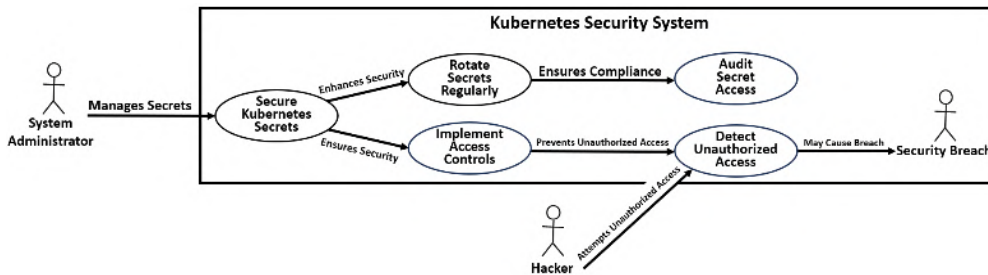 Kubernetes Security System
Manages Secrets
System
Administrator
Secure
Kubernetes
Secrets
Enhances Security
Ensures Security
Rotate
Secrets
Regularly
Ensures Compliance
Audit
Secret
Access
Implement
Access
Controls
Prevents Unauthorized Access
Detect
Unauthorized
Access
May Cause Breach
Security Breach
Attempts Unauthorized Access
Hacker